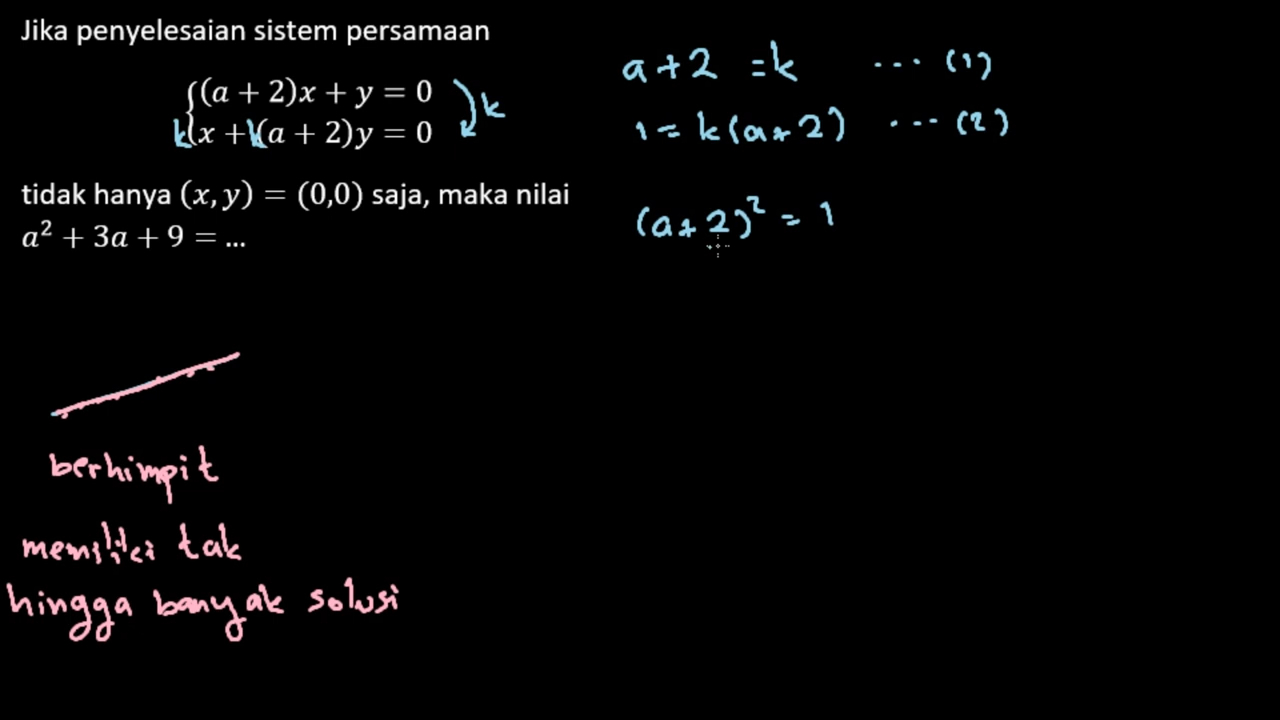 Jika penyelesaian sistem persamaan
(a + 2)x + y = 0
kx + k(a + 2)y = 0
k
tidak hanya (x, y) = (0,0) saja, maka nilai
a² + 3a + 9 = ...
a + 2 = k ... (1)
1 = k(a + 2) ... (2)
(a + 2)² = 1
berhimpit
memiliki tak
hingga banyak solusi